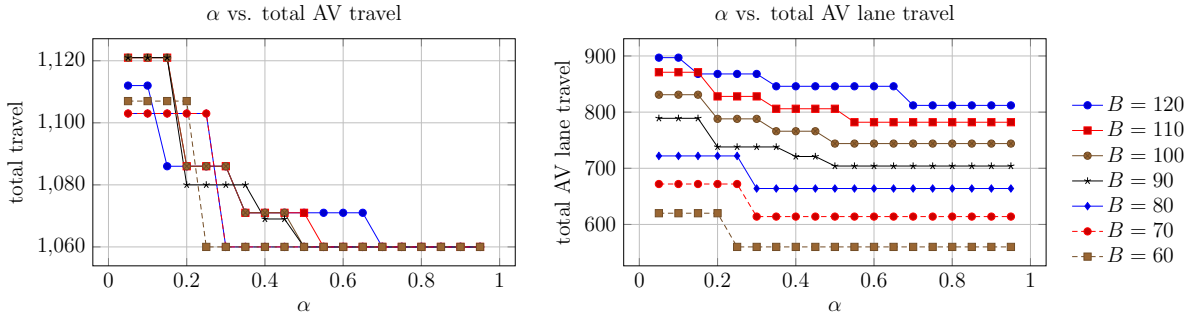 α vs. total AV travel
total travel
1,120
1,100
1,080
1,060
0
0.2
0.4
0.6
0.8
1
α
α vs. total AV lane travel
total AV lane travel
900
800
700
600
0
0.2
0.4
0.6
0.8
1
α
B = 120
B = 110
B = 100
B = 90
B = 80
B = 70
B = 60